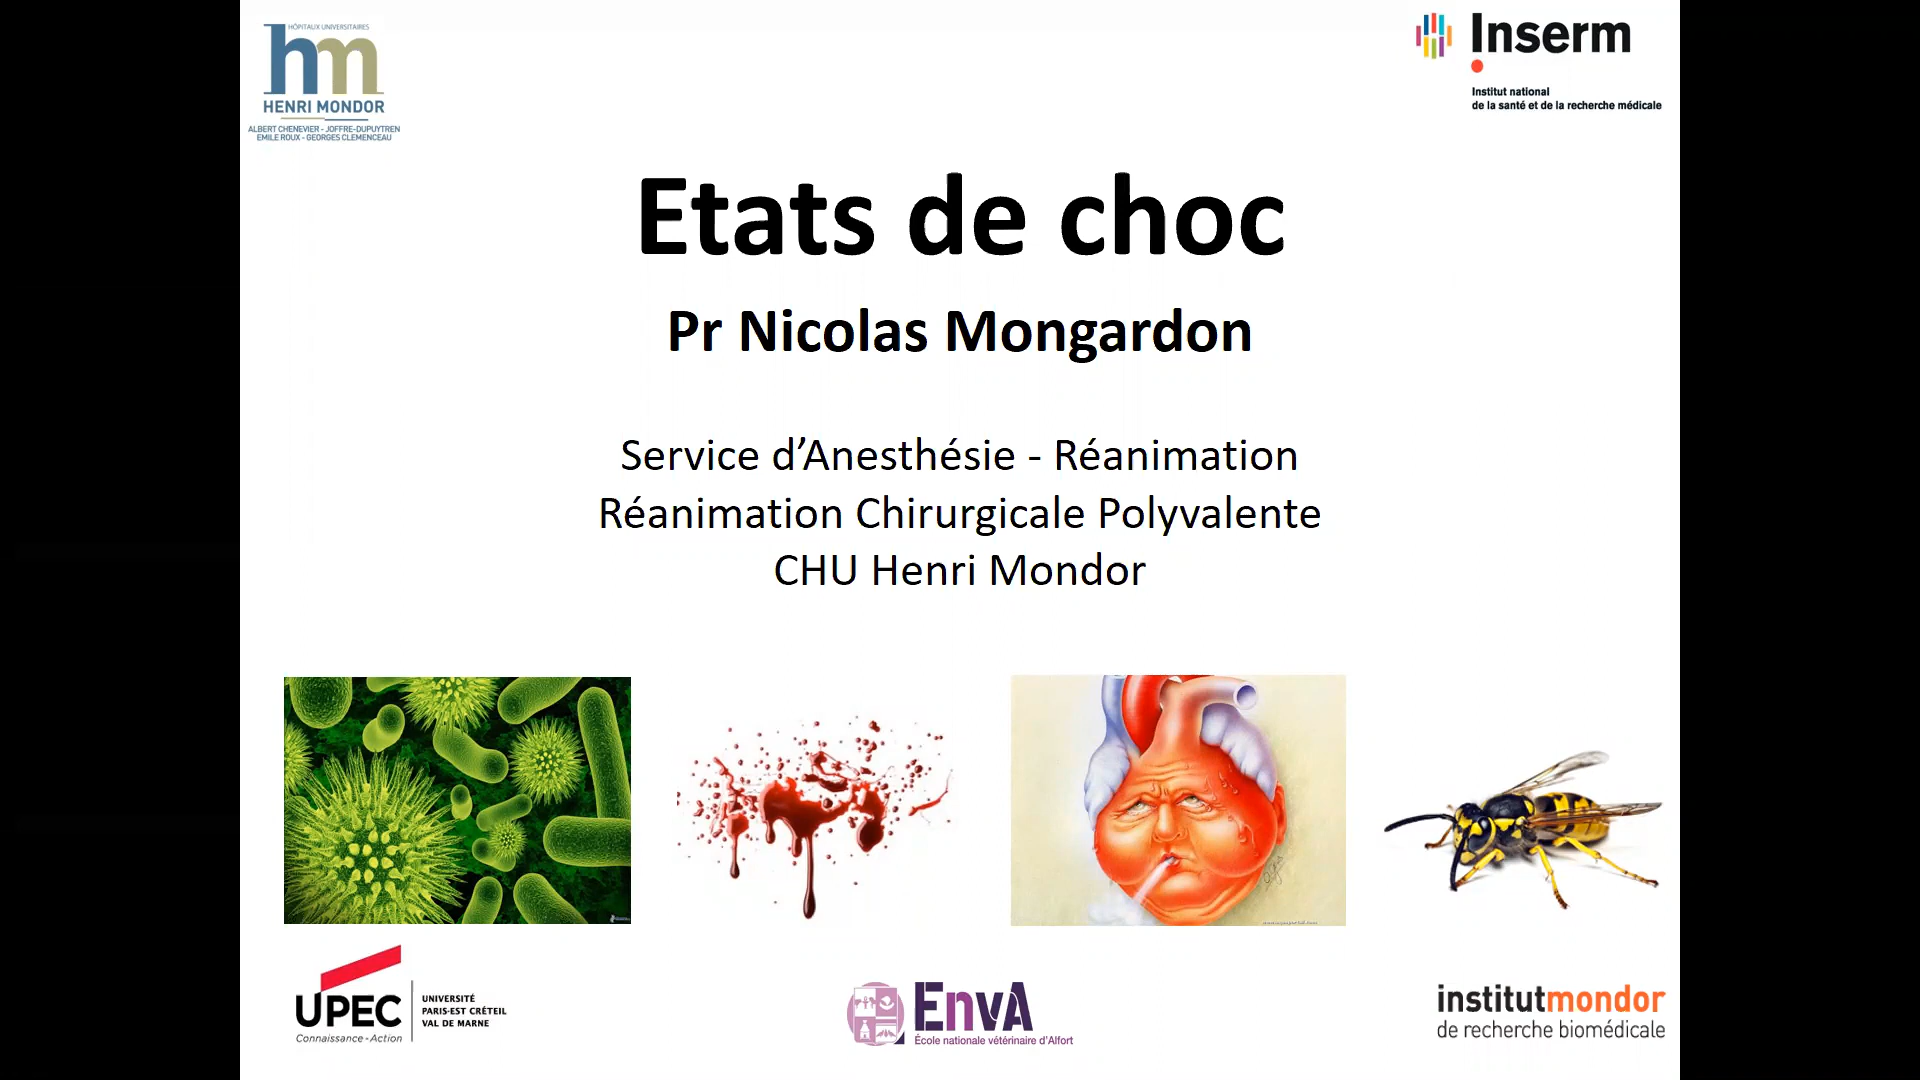 HÔPITAUX UNIVERSITAIRES
hm
HENRI MONDOR
ALBERT CHENEVIER - JOFFRE-DUPUYTREN
EMILE ROUX - GEORGES CLEMENCEAU
Inserm
Institut national
de la santé et de la recherche médicale
Etats de choc
Pr Nicolas Mongardon
Service d’Anesthésie - Réanimation
Réanimation Chirurgicale Polyvalente
CHU Henri Mondor
UPEC
Connaissance - Action
UNIVERSITÉ
PARIS-EST CRÉTEIL
VAL DE MARNE
EnvA
École nationale vétérinaire d’Alfort
institutmondor
de recherche biomédicale